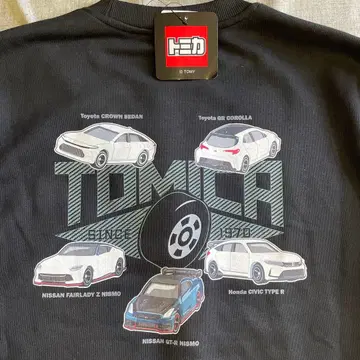 トミカ
© TOMY
Toyota CROWN SEDAN
Toyota GR COROLLA
TOMICA
SINCE 1970
NISSAN FAIRLADY Z NISMO
Honda CIVIC TYPE R
NISSAN GT-R NISMO